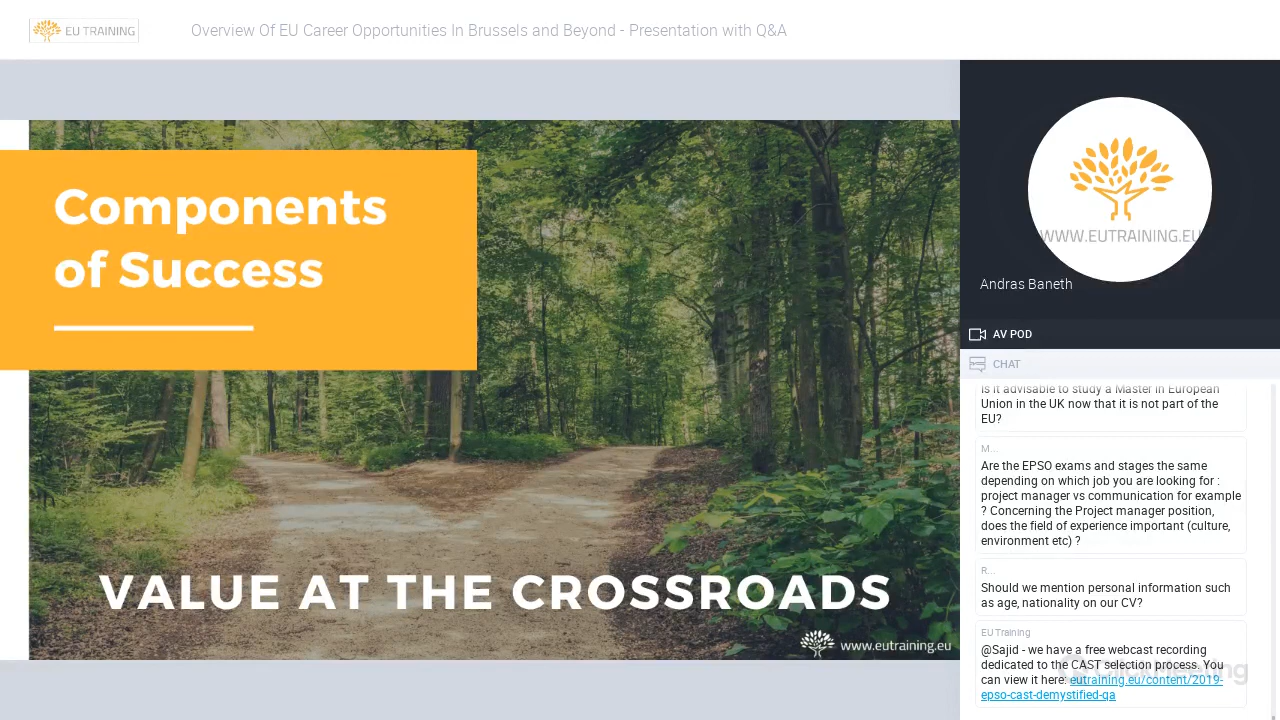 EU TRAINING
Overview Of EU Career Opportunities In Brussels and Beyond - Presentation with Q&A
Components
of Success
VALUE AT THE CROSSROADS
www.eutraining.eu
WWW.EUTRAINING.EU
Andras Baneth
AV POD
CHAT
Is it advisable to study a Master in European
Union in the UK now that it is not part of the
EU?
M...
Are the EPSO exams and stages the same
depending on which job you are looking for :
project manager vs communication for example
? Concerning the Project manager position,
does the field of experience important (culture,
environment etc) ?
R...
Should we mention personal information such
as age, nationality on our CV?
EU Training
@Sajid - we have a free webcast recording
dedicated to the CAST selection process. You
can view it here: eutraining.eu/content/2019-
epso-cast-demystified-qa